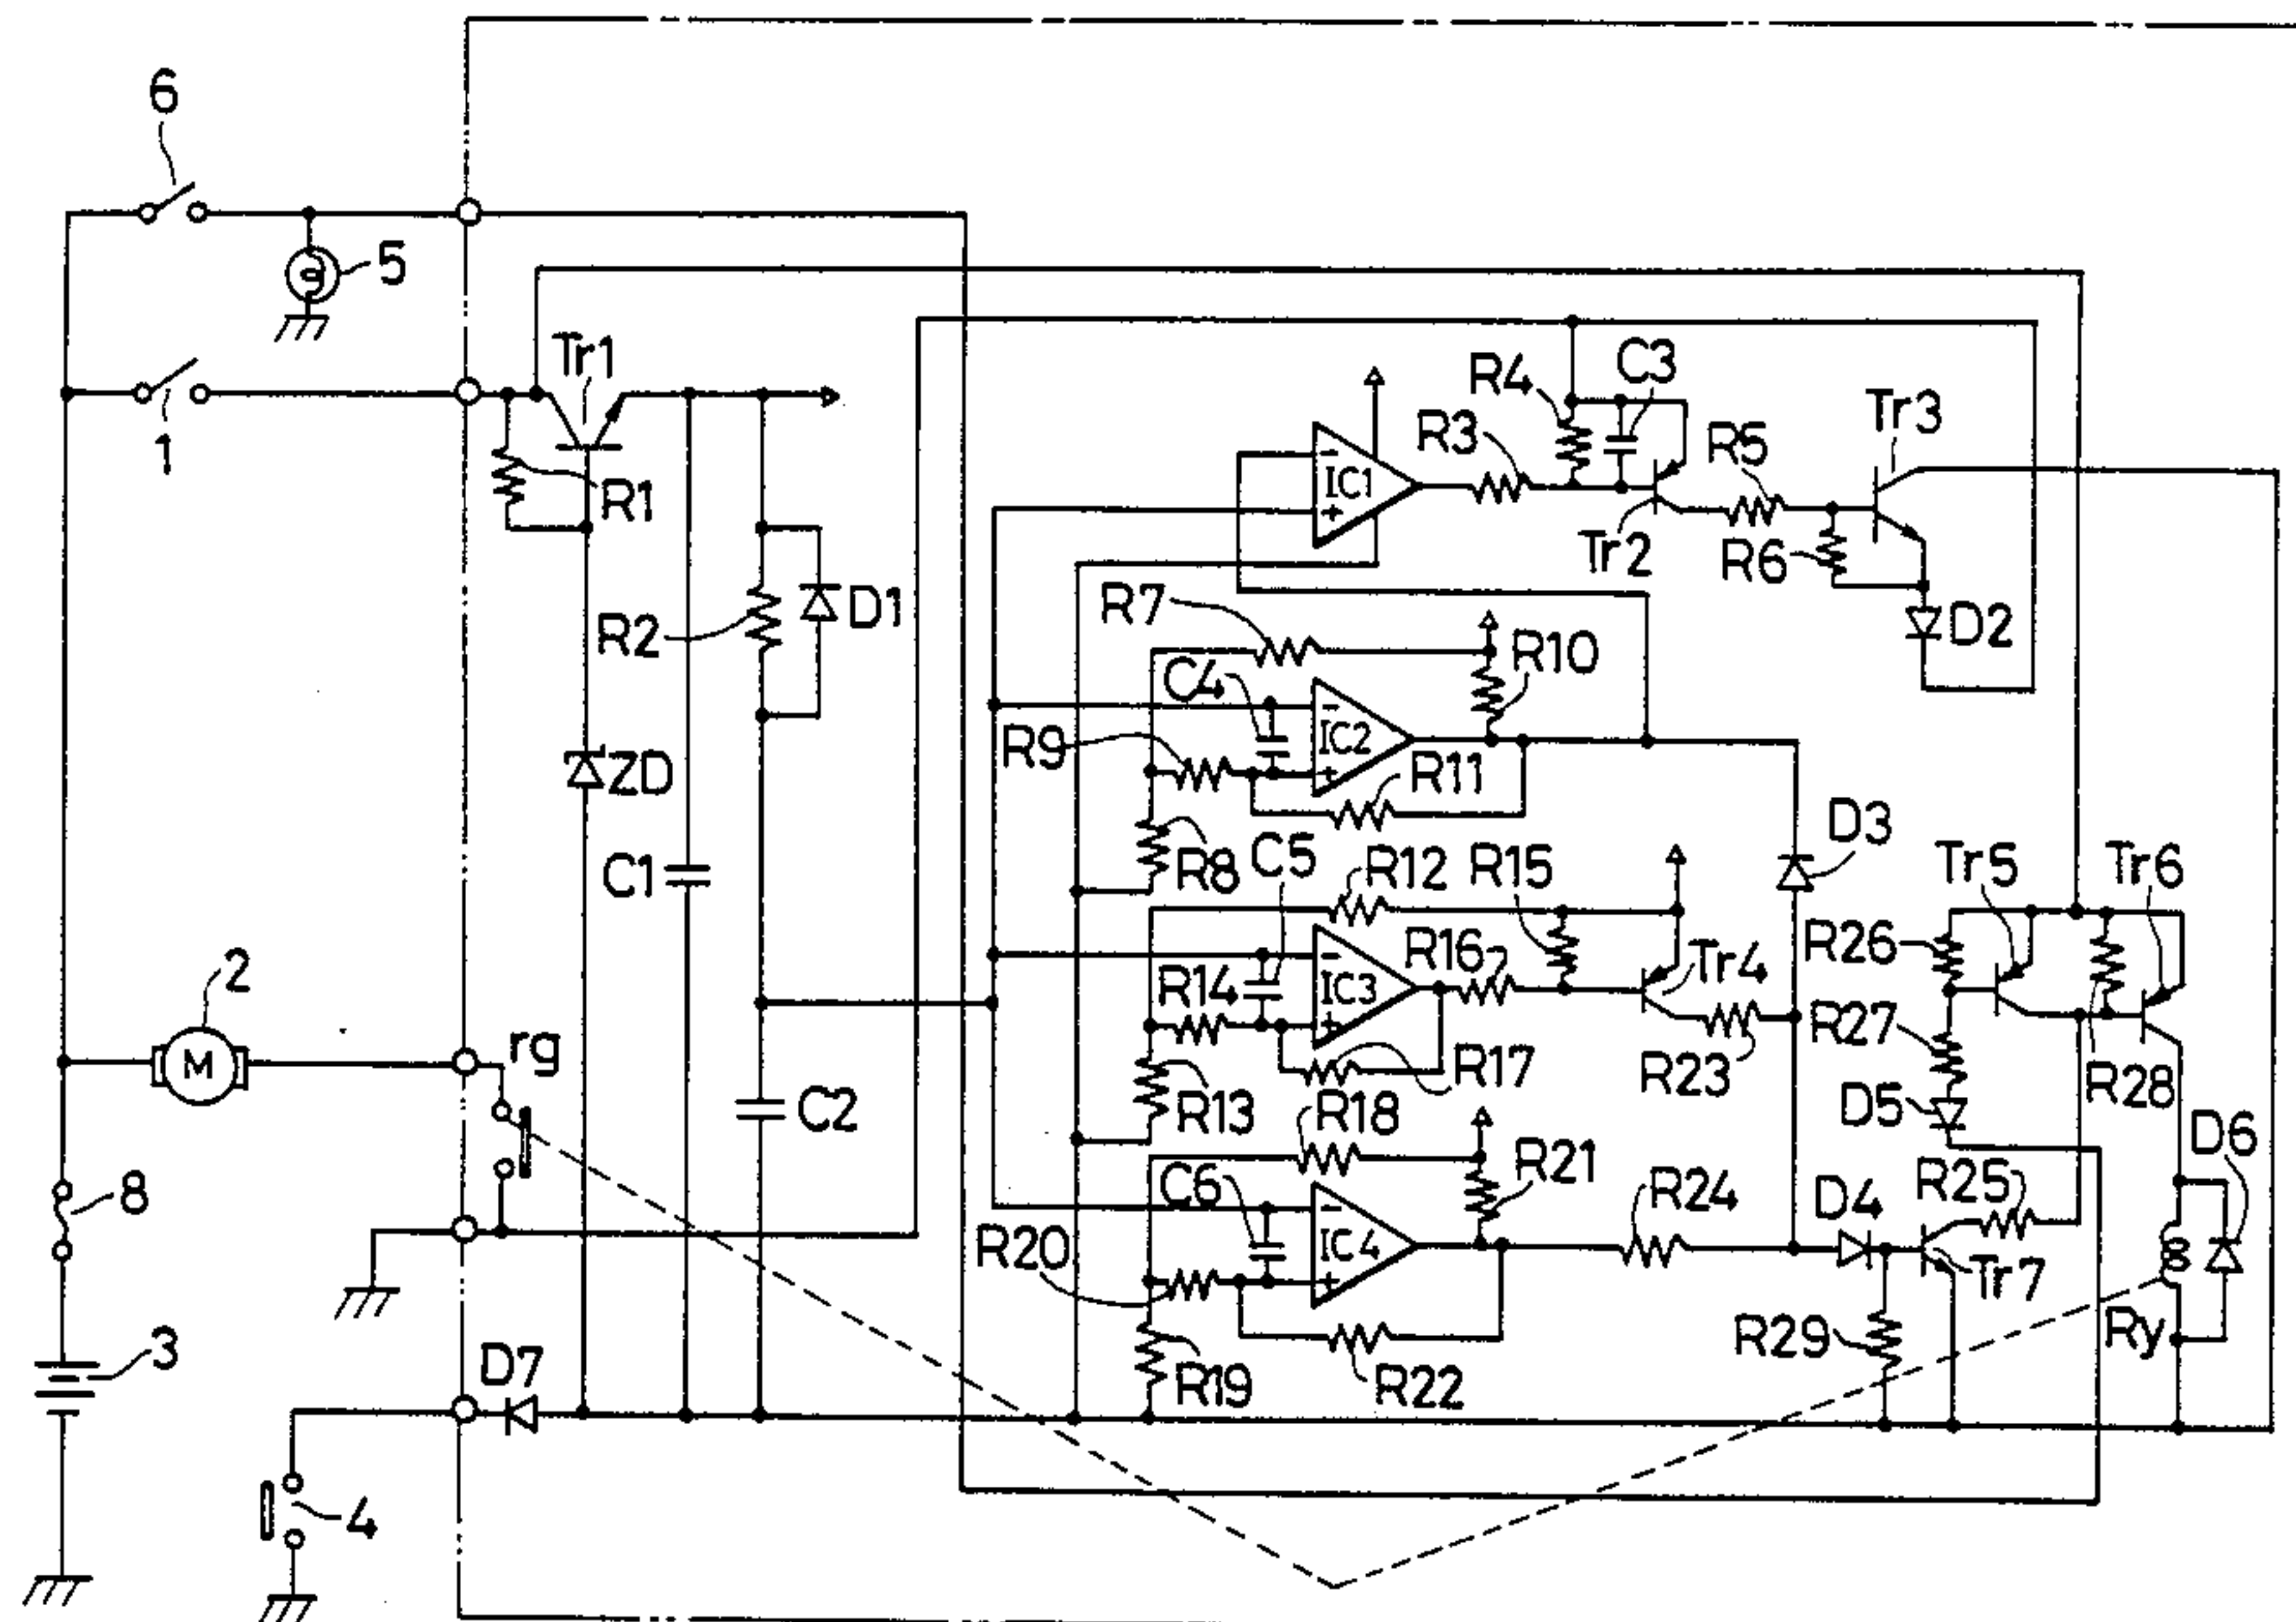 6
5
Tr1
1
R1
R4
C3
Tr3
R3
R5
IC1
Tr2
R6
D1
R2
R7
D2
R10
C4
R9
IC2
R11
ZD
D3
R8
C5
R12
R15
Tr5
Tr6
C1
R26
R16
Tr4
R14
IC3
2
M
rg
R27
R23
R17
R28
C2
R13
R18
D5
D6
8
C6
R21
R24
D4
R25
R20
IC4
Tr7
Ry
R29
3
D7
R19
R22
4